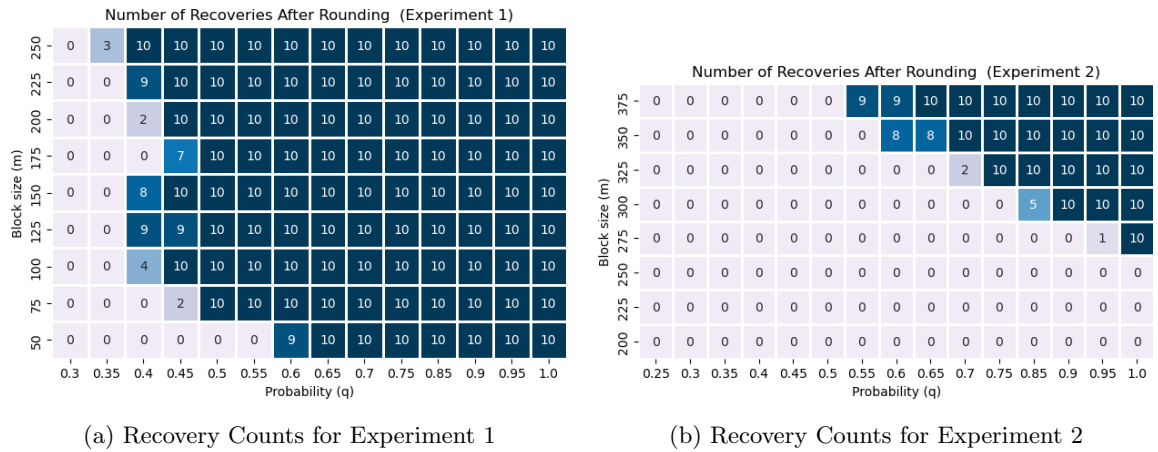 Number of Recoveries After Rounding (Experiment 1)
Block size (m)
250 0 3 10 10 10 10 10 10 10 10 10 10 10 10 10
225 0 0 9 10 10 10 10 10 10 10 10 10 10 10 10
200 0 0 2 10 10 10 10 10 10 10 10 10 10 10 10
175 0 0 0 7 10 10 10 10 10 10 10 10 10 10 10
150 0 0 8 10 10 10 10 10 10 10 10 10 10 10 10
125 0 0 9 9 10 10 10 10 10 10 10 10 10 10 10
100 0 0 4 10 10 10 10 10 10 10 10 10 10 10 10
75 0 0 0 2 10 10 10 10 10 10 10 10 10 10 10
50 0 0 0 0 0 0 9 10 10 10 10 10 10 10 10
0.3 0.35 0.4 0.45 0.5 0.55 0.6 0.65 0.7 0.75 0.8 0.85 0.9 0.95 1.0
Probability (q)
(a) Recovery Counts for Experiment 1
Number of Recoveries After Rounding (Experiment 2)
Block size (m)
375 0 0 0 0 0 0 9 9 10 10 10 10 10 10 10
350 0 0 0 0 0 0 0 8 8 10 10 10 10 10 10
325 0 0 0 0 0 0 0 0 0 2 10 10 10 10 10
300 0 0 0 0 0 0 0 0 0 0 0 5 10 10 10
275 0 0 0 0 0 0 0 0 0 0 0 0 0 1 10
250 0 0 0 0 0 0 0 0 0 0 0 0 0 0 0
225 0 0 0 0 0 0 0 0 0 0 0 0 0 0 0
200 0 0 0 0 0 0 0 0 0 0 0 0 0 0 0
0.25 0.3 0.35 0.4 0.45 0.5 0.55 0.6 0.65 0.7 0.75 0.8 0.85 0.9 0.95 1.0
Probability (q)
(b) Recovery Counts for Experiment 2